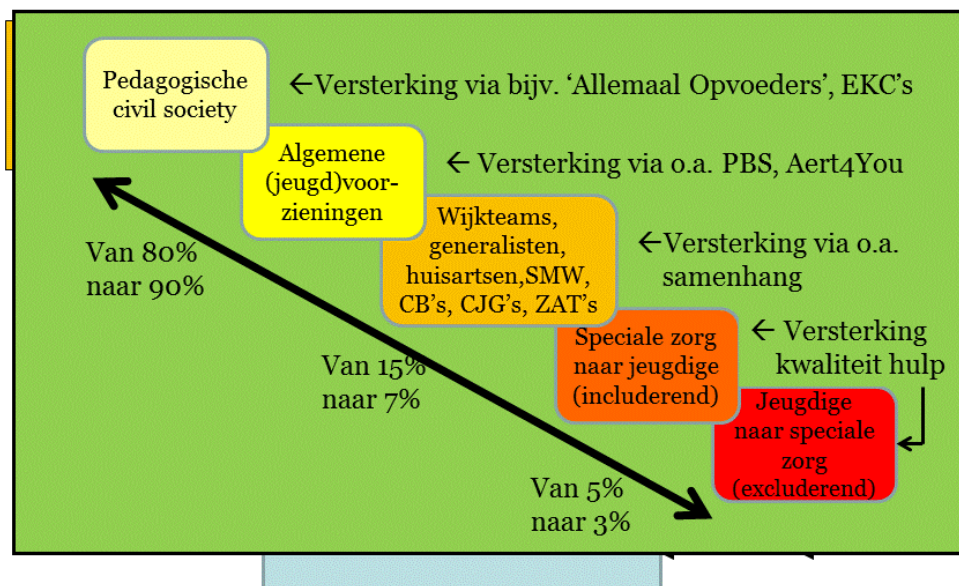 Pedagogische
civil society
←Versterking via bijv. ‘Allemaal Opvoeders’, EKC’s
Algemene
(jeugd)voor-
zieningen
← Versterking via o.a. PBS, Aert4You
Wijkteams,
generalisten,
huisartsen,SMW,
CB’s, CJG’s, ZAT’s
←Versterking via o.a.
samenhang
Van 80%
naar 90%
Speciale zorg
naar jeugdige
(includerend)
← Versterking
kwaliteit hulp
Van 15%
naar 7%
Jeugdige
naar speciale
zorg
(excluderend)
Van 5%
naar 3%